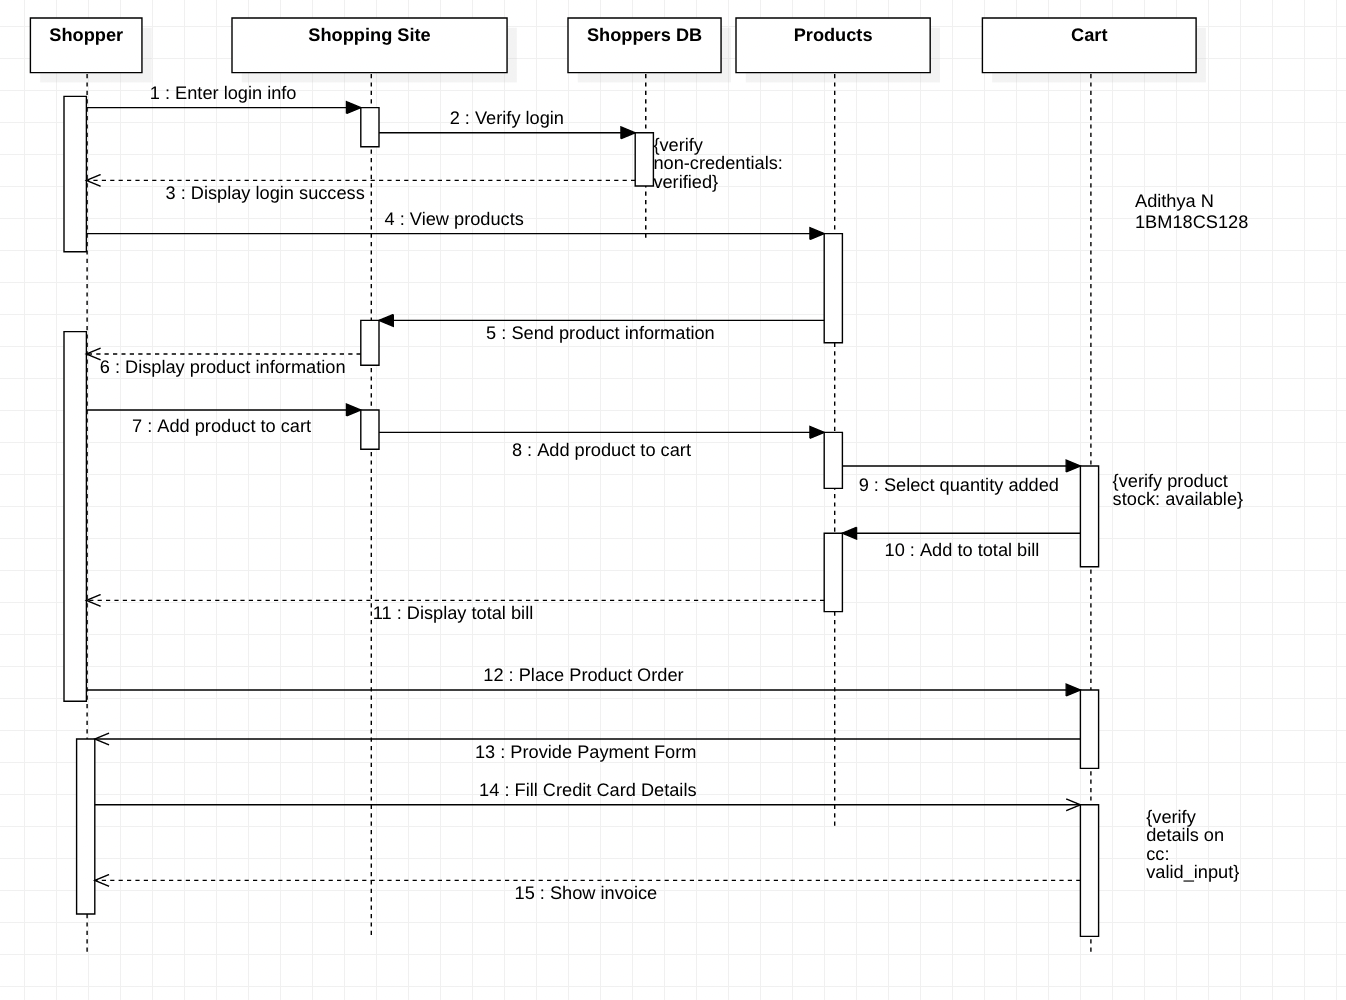 Shopper
Shopping Site
Shoppers DB
Products
Cart
1 : Enter login info
2 : Verify login
{verify
non-credentials:
verified}
3 : Display login success
Adithya N
1BM18CS128
4 : View products
5 : Send product information
6 : Display product information
7 : Add product to cart
8 : Add product to cart
9 : Select quantity added
{verify product
stock: available}
10 : Add to total bill
11 : Display total bill
12 : Place Product Order
13 : Provide Payment Form
14 : Fill Credit Card Details
{verify
details on
cc:
valid_input}
15 : Show invoice